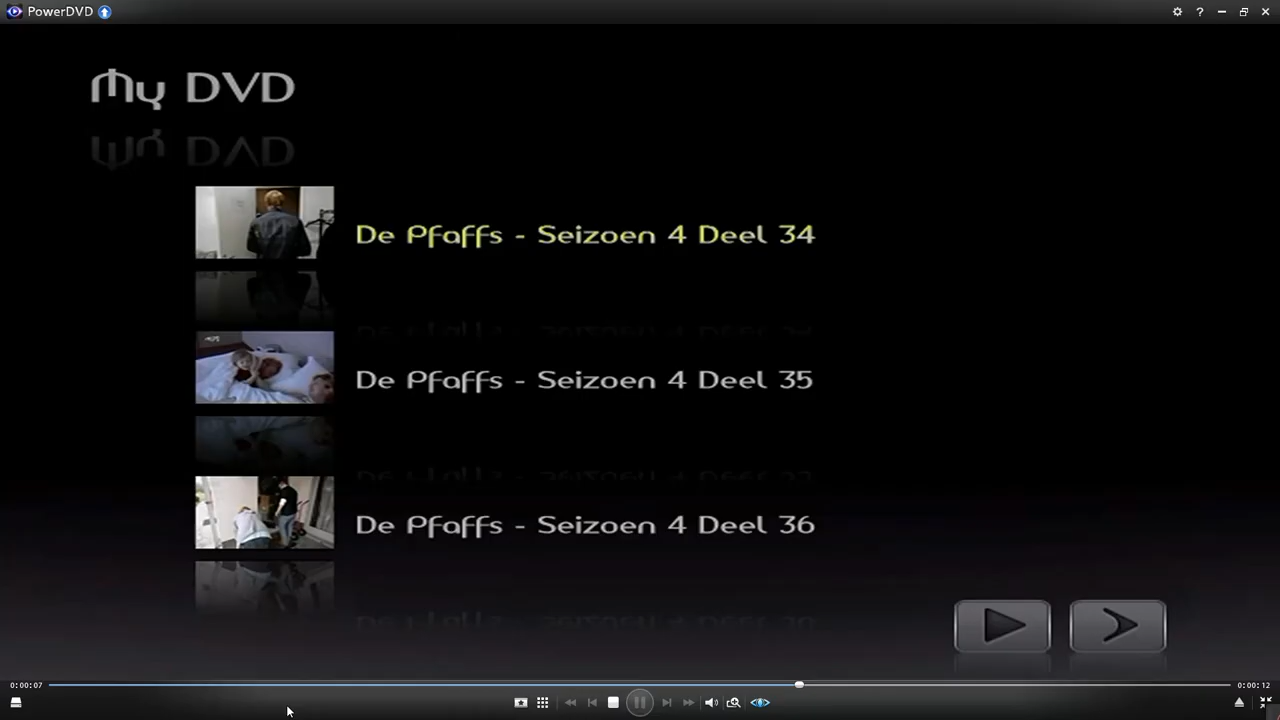 PowerDVD
?
My DVD
De Pfaffs - Seizoen 4 Deel 34
De Pfaffs - Seizoen 4 Deel 35
De Pfaffs - Seizoen 4 Deel 36
0:00:07
0:00:12